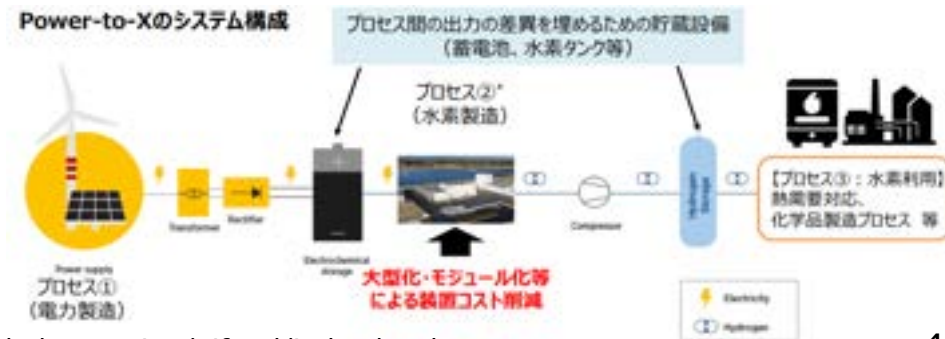 Power-to-Xのシステム構成
プロセス間の出力の差異を埋めるための貯蔵設備
（蓄電池、水素タンク等）
プロセス②*
（水素製造）
Transformer
Rectifier
Electrochemical
storage
Compressor
Hydrogen
Storage
【プロセス③：水素利用】
熱需要対応、
化学品製造プロセス 等
Power supply
プロセス①
（電力製造）
大型化・モジュール化等
による装置コスト削減
Electricity
Hydrogen